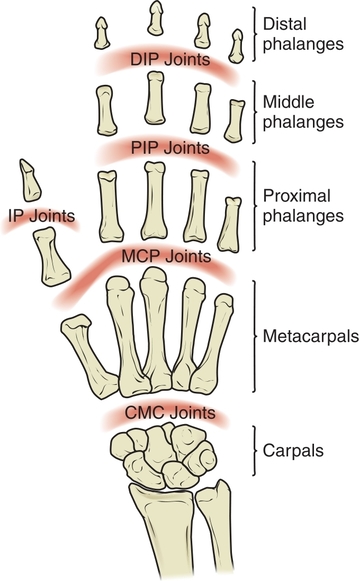 Distal
phalanges
DIP Joints
Middle
phalanges
PIP Joints
Proximal
phalanges
IP Joints
MCP Joints
Metacarpals
CMC Joints
Carpals